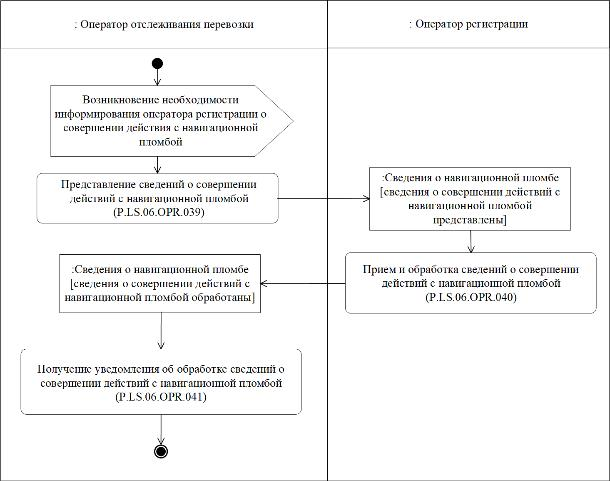 : Оператор отслеживания перевозки
: Оператор регистрации
Возникновение необходимости
информирования оператора регистрации о
совершении действия с навигационной
пломбой
Представление сведений о совершении
действий с навигационной пломбой
(P.LS.06.OPR.039)
:Сведения о навигационной пломбе
[сведения о совершении действий с
навигационной пломбой
представлены]
Прием и обработка сведений о совершении
действий с навигационной пломбой
(P.LS.06.OPR.040)
:Сведения о навигационной пломбе
[сведения о совершении действий с
навигационной пломбой обработаны]
Получение уведомления об обработке сведений о
совершении действий с навигационной пломбой
(P.LS.06.OPR.041)